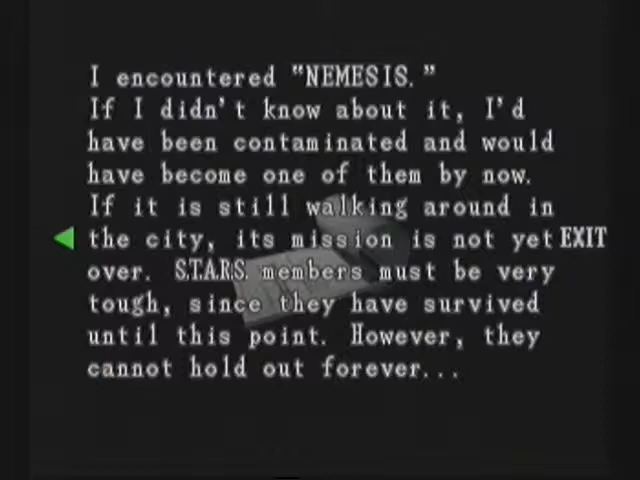 I encountered "NEMESIS."
If I didn't know about it, I'd
have been contaminated and would
have become one of them by now.
If it is still walking around in
the city, its mission is not yet EXIT
over. S.T.A.R.S. members must be very
tough, since they have survived
until this point. However, they
cannot hold out forever...